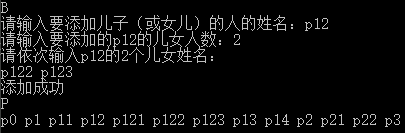 B
请输入要添加儿子（或女儿）的人的姓名：p12
请输入要添加的p12的儿女人数：2
请依次输入p12的2个儿女姓名：
p122 p123
添加成功
P
p0 p1 p11 p12 p121 p122 p123 p13 p14 p2 p21 p22 p3